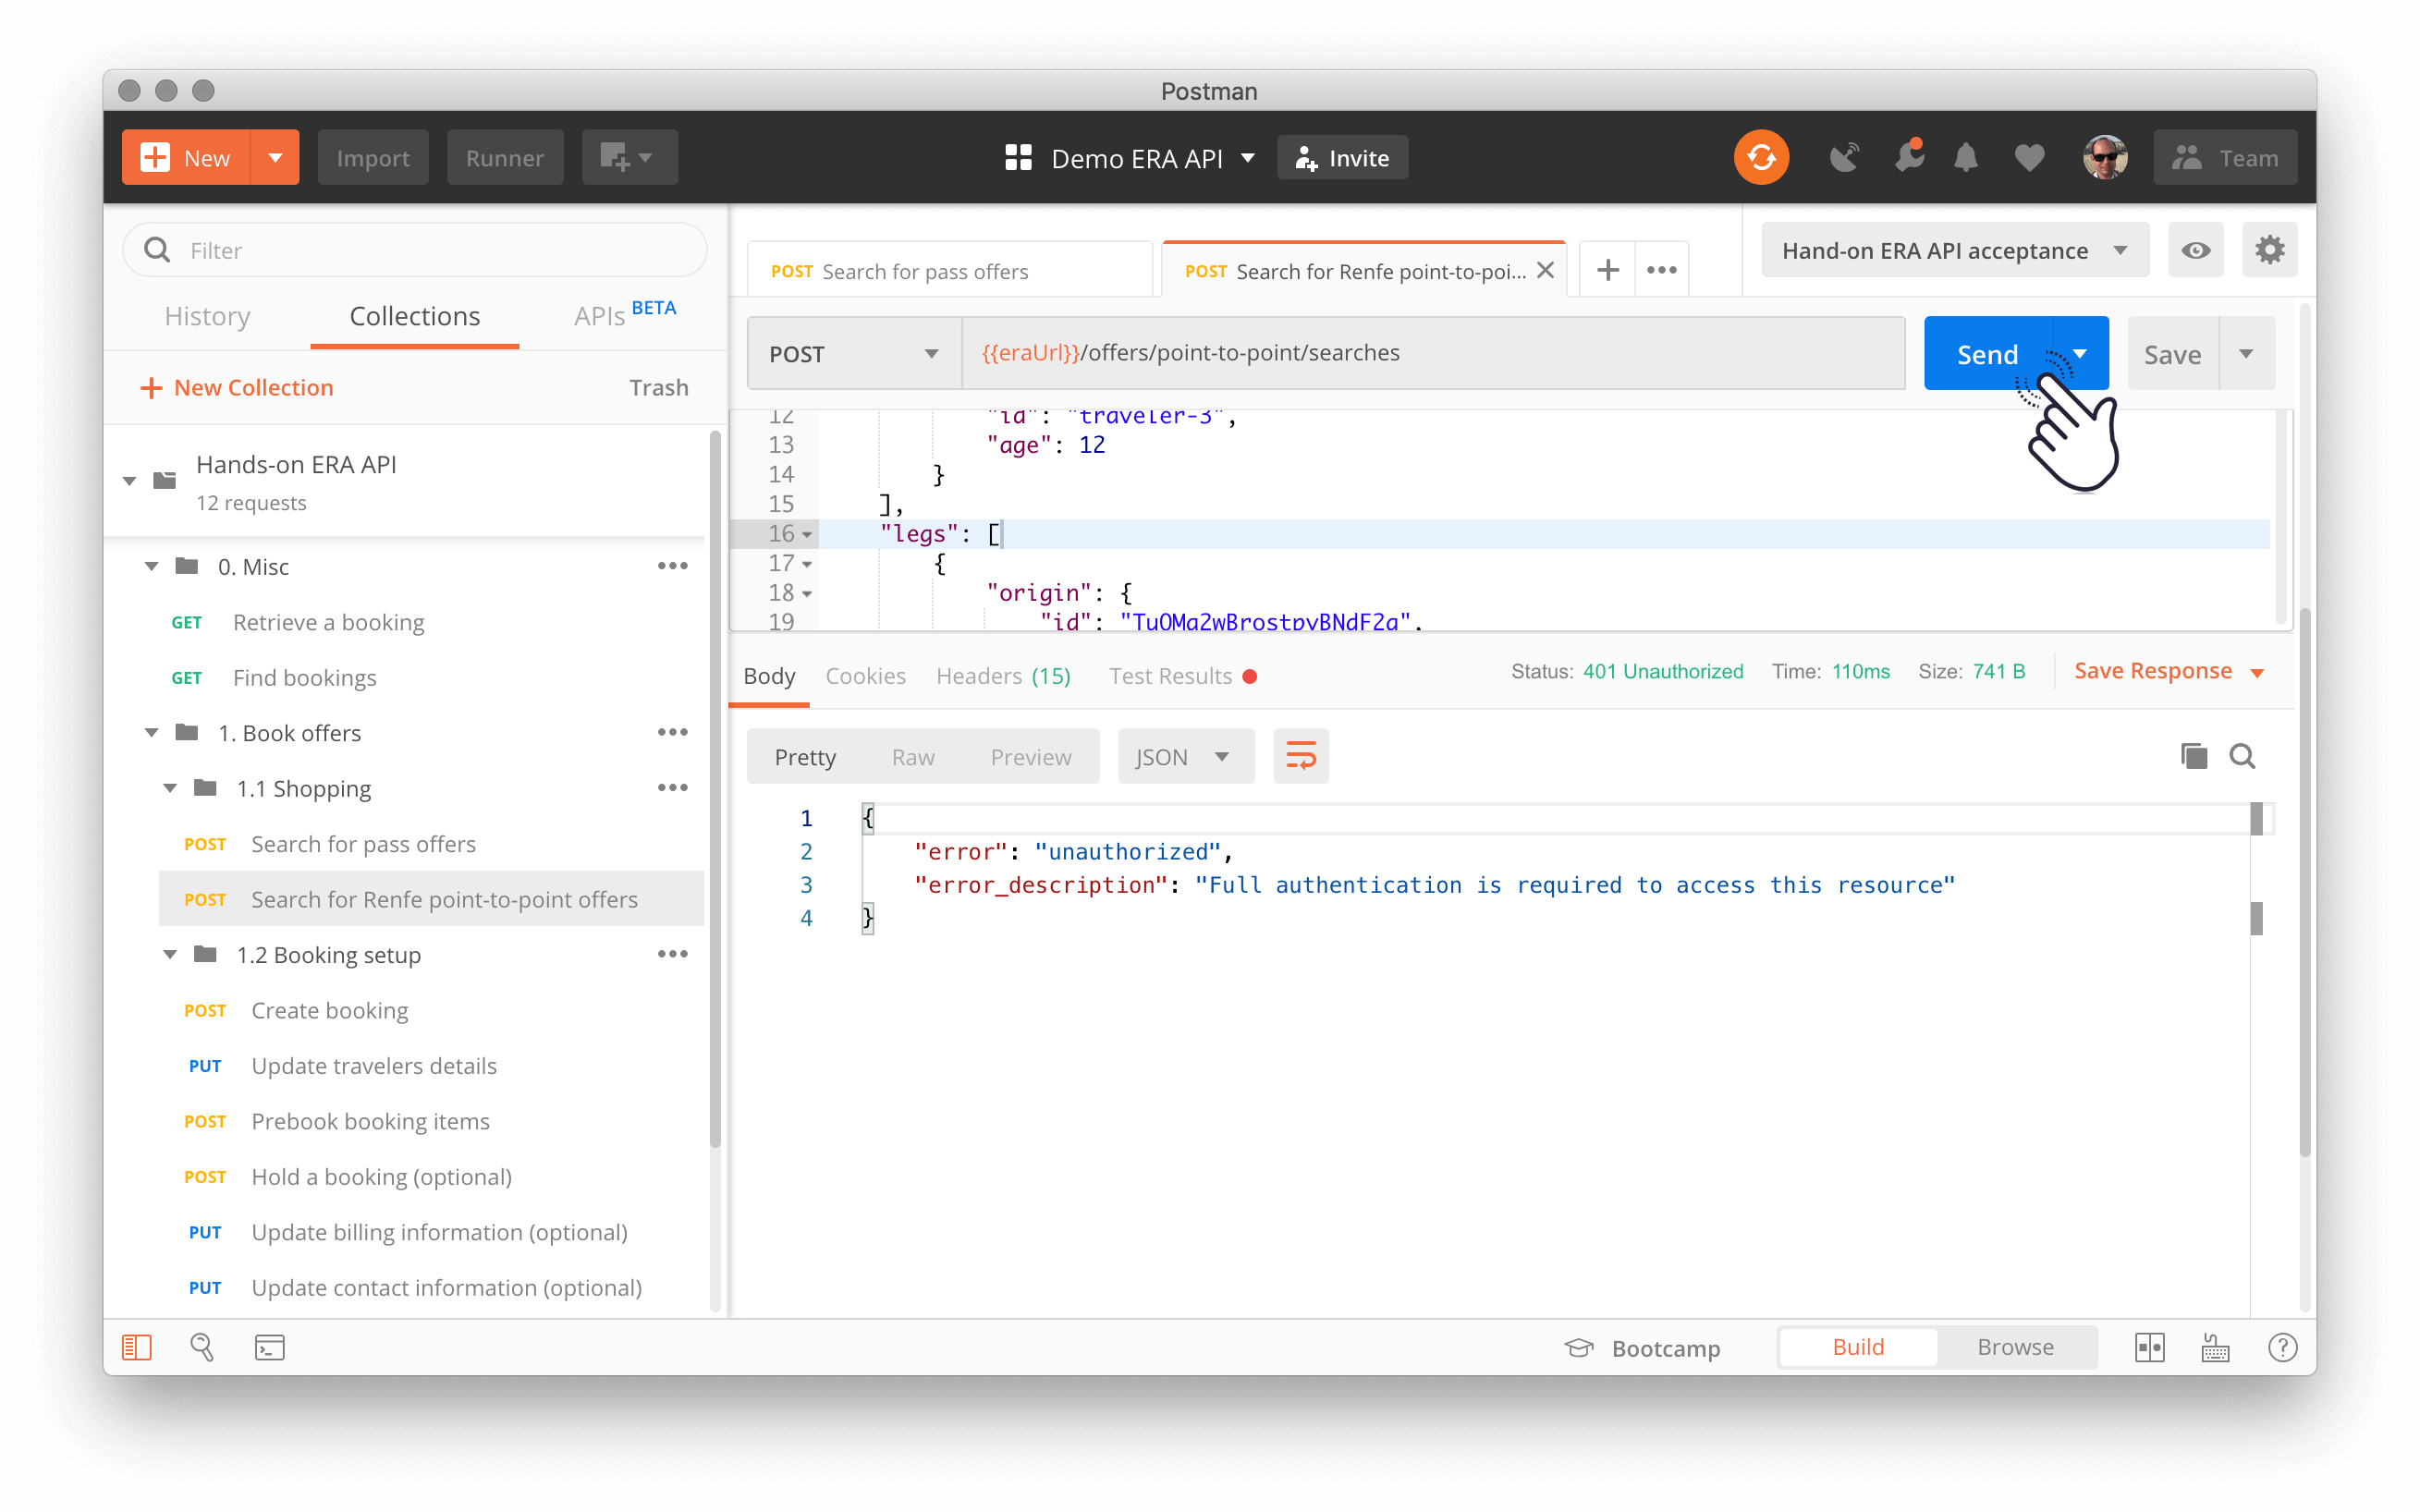 Postman
New
Import
Runner
Demo ERA API
Invite
Team
Filter
History
Collections
APIs BETA
New Collection
Trash
Hands-on ERA API
12 requests
0. Misc
GET Retrieve a booking
GET Find bookings
1. Book offers
1.1 Shopping
POST Search for pass offers
POST Search for Renfe point-to-point offers
1.2 Booking setup
POST Create booking
PUT Update travelers details
POST Prebook booking items
POST Hold a booking (optional)
PUT Update billing information (optional)
PUT Update contact information (optional)
POST Search for pass offers
POST Search for Renfe point-to-poi...
Hand-on ERA API acceptance
POST
{{eraUrl}}/offers/point-to-point/searches
Send
Save
12 "id": "traveler-3",
13 "age": 12
14 }
15 ],
16 "legs": [
17 {
18 "origin": {
19 "id": "TuOMa2wBrostpvBNdF2a",
Body
Cookies
Headers (15)
Test Results
Status: 401 Unauthorized
Time: 110ms
Size: 741 B
Save Response
Pretty
Raw
Preview
JSON
1 {
2 "error": "unauthorized",
3 "error_description": "Full authentication is required to access this resource"
4 }
Bootcamp
Build
Browse